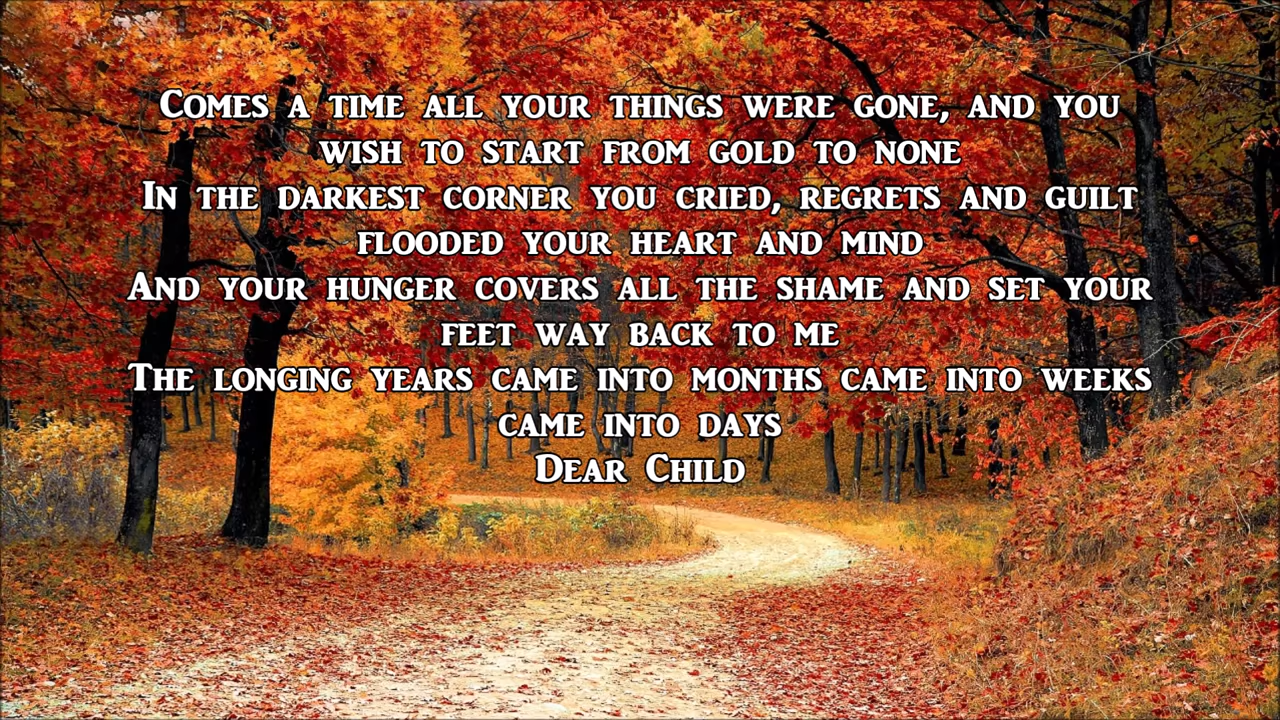 Comes a time all your things were gone, and you
wish to start from gold to none
In the darkest corner you cried, regrets and guilt
flooded your heart and mind
And your hunger covers all the shame and set your
feet way back to me
The longing years came into months came into weeks
came into days
Dear Child